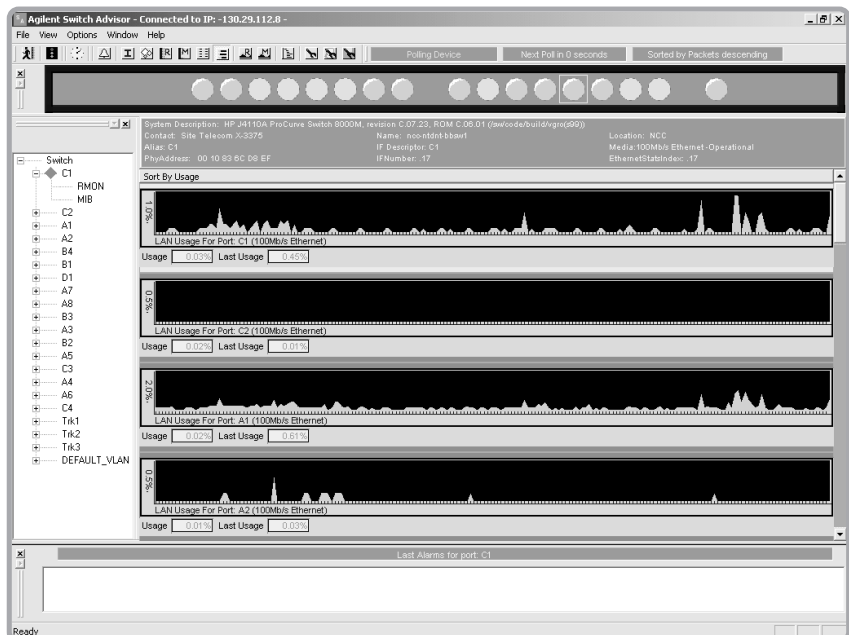 Agilent Switch Advisor - Connected to IP: -130.29.112.8 -
File View Options Window Help
Polling Device Next Poll in 0 seconds Sorted by Packets descending
System Description: HP J4110A ProCurve Switch 8000M, revision C.07.23, ROM C.06.01 (/sw/code/build/vgro(s99))
Contact: Site Telecom X-3375 Name: ncc-ntdnt-bbsw1 Location: NCC
Alias: C1 IF Descriptor: C1 Media:100Mb/s Ethernet -Operational
PhyAddress: 00 10 83 6C D8 EF IFNumber: .17 EthernetStatsIndex: .17
Switch
C1
RMON
MIB
C2
A1
A2
B4
B1
D1
A7
A8
B3
A3
B2
A5
C3
A4
A6
C4
Trk1
Trk2
Trk3
DEFAULT_VLAN
Sort By Usage
1.0%
LAN Usage For Port: C1 (100Mb/s Ethernet)
Usage 0.03% Last Usage 0.45%
0.5%
LAN Usage For Port: C2 (100Mb/s Ethernet)
Usage 0.02% Last Usage 0.01%
2.0%
LAN Usage For Port: A1 (100Mb/s Ethernet)
Usage 0.02% Last Usage 0.61%
0.5%
LAN Usage For Port: A2 (100Mb/s Ethernet)
Usage 0.01% Last Usage 0.03%
Last Alarms for port: C1
Ready